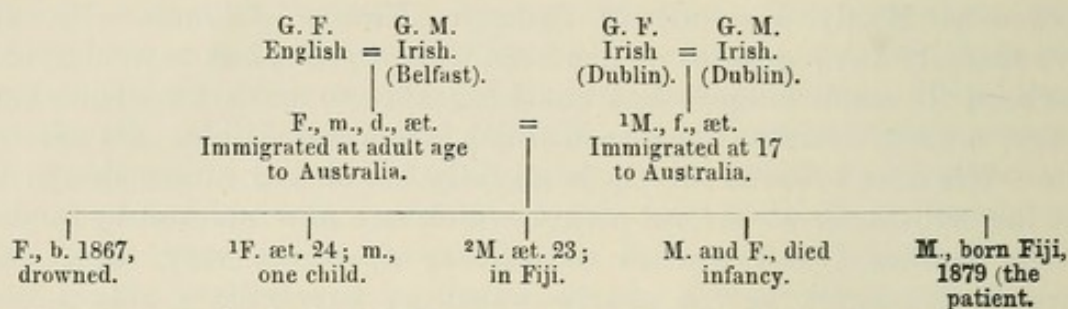 G. F. G. M. G. F. G. M.
English = Irish. Irish = Irish.
(Belfast). (Dublin). (Dublin).
F., m., d., æt. = ¹M., f., æt.
Immigrated at adult age Immigrated at 17
to Australia. to Australia.
F., b. 1867, ¹F. æt. 24; m., ²M. æt. 23; M. and F., died M., born Fiji,
drowned. one child. in Fiji. infancy. 1879 (the
patient.